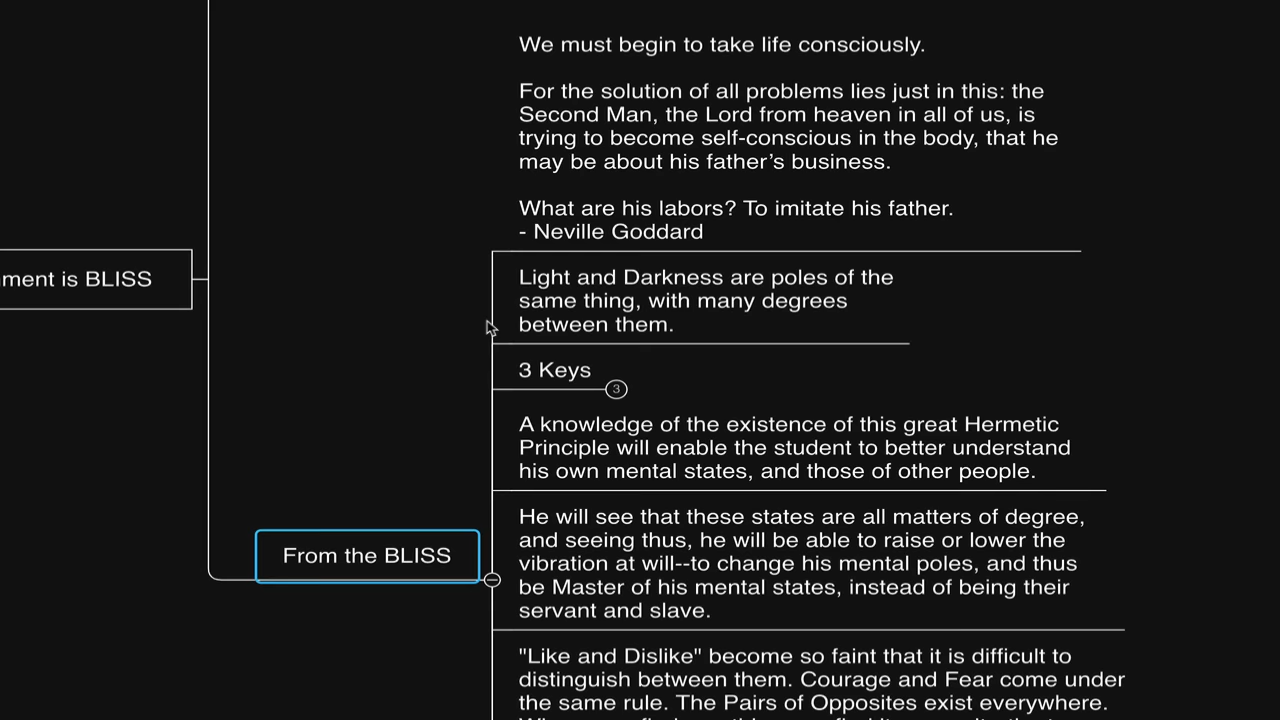 We must begin to take life consciously.
For the solution of all problems lies just in this: the
Second Man, the Lord from heaven in all of us, is
trying to become self-conscious in the body, that he
may be about his father’s business.
What are his labors? To imitate his father.
- Neville Goddard
ment is BLISS
Light and Darkness are poles of the
same thing, with many degrees
between them.
3 Keys
3
A knowledge of the existence of this great Hermetic
Principle will enable the student to better understand
his own mental states, and those of other people.
He will see that these states are all matters of degree,
and seeing thus, he will be able to raise or lower the
vibration at will--to change his mental poles, and thus
be Master of his mental states, instead of being their
servant and slave.
From the BLISS
"Like and Dislike" become so faint that it is difficult to
distinguish between them. Courage and Fear come under
the same rule. The Pairs of Opposites exist everywhere.